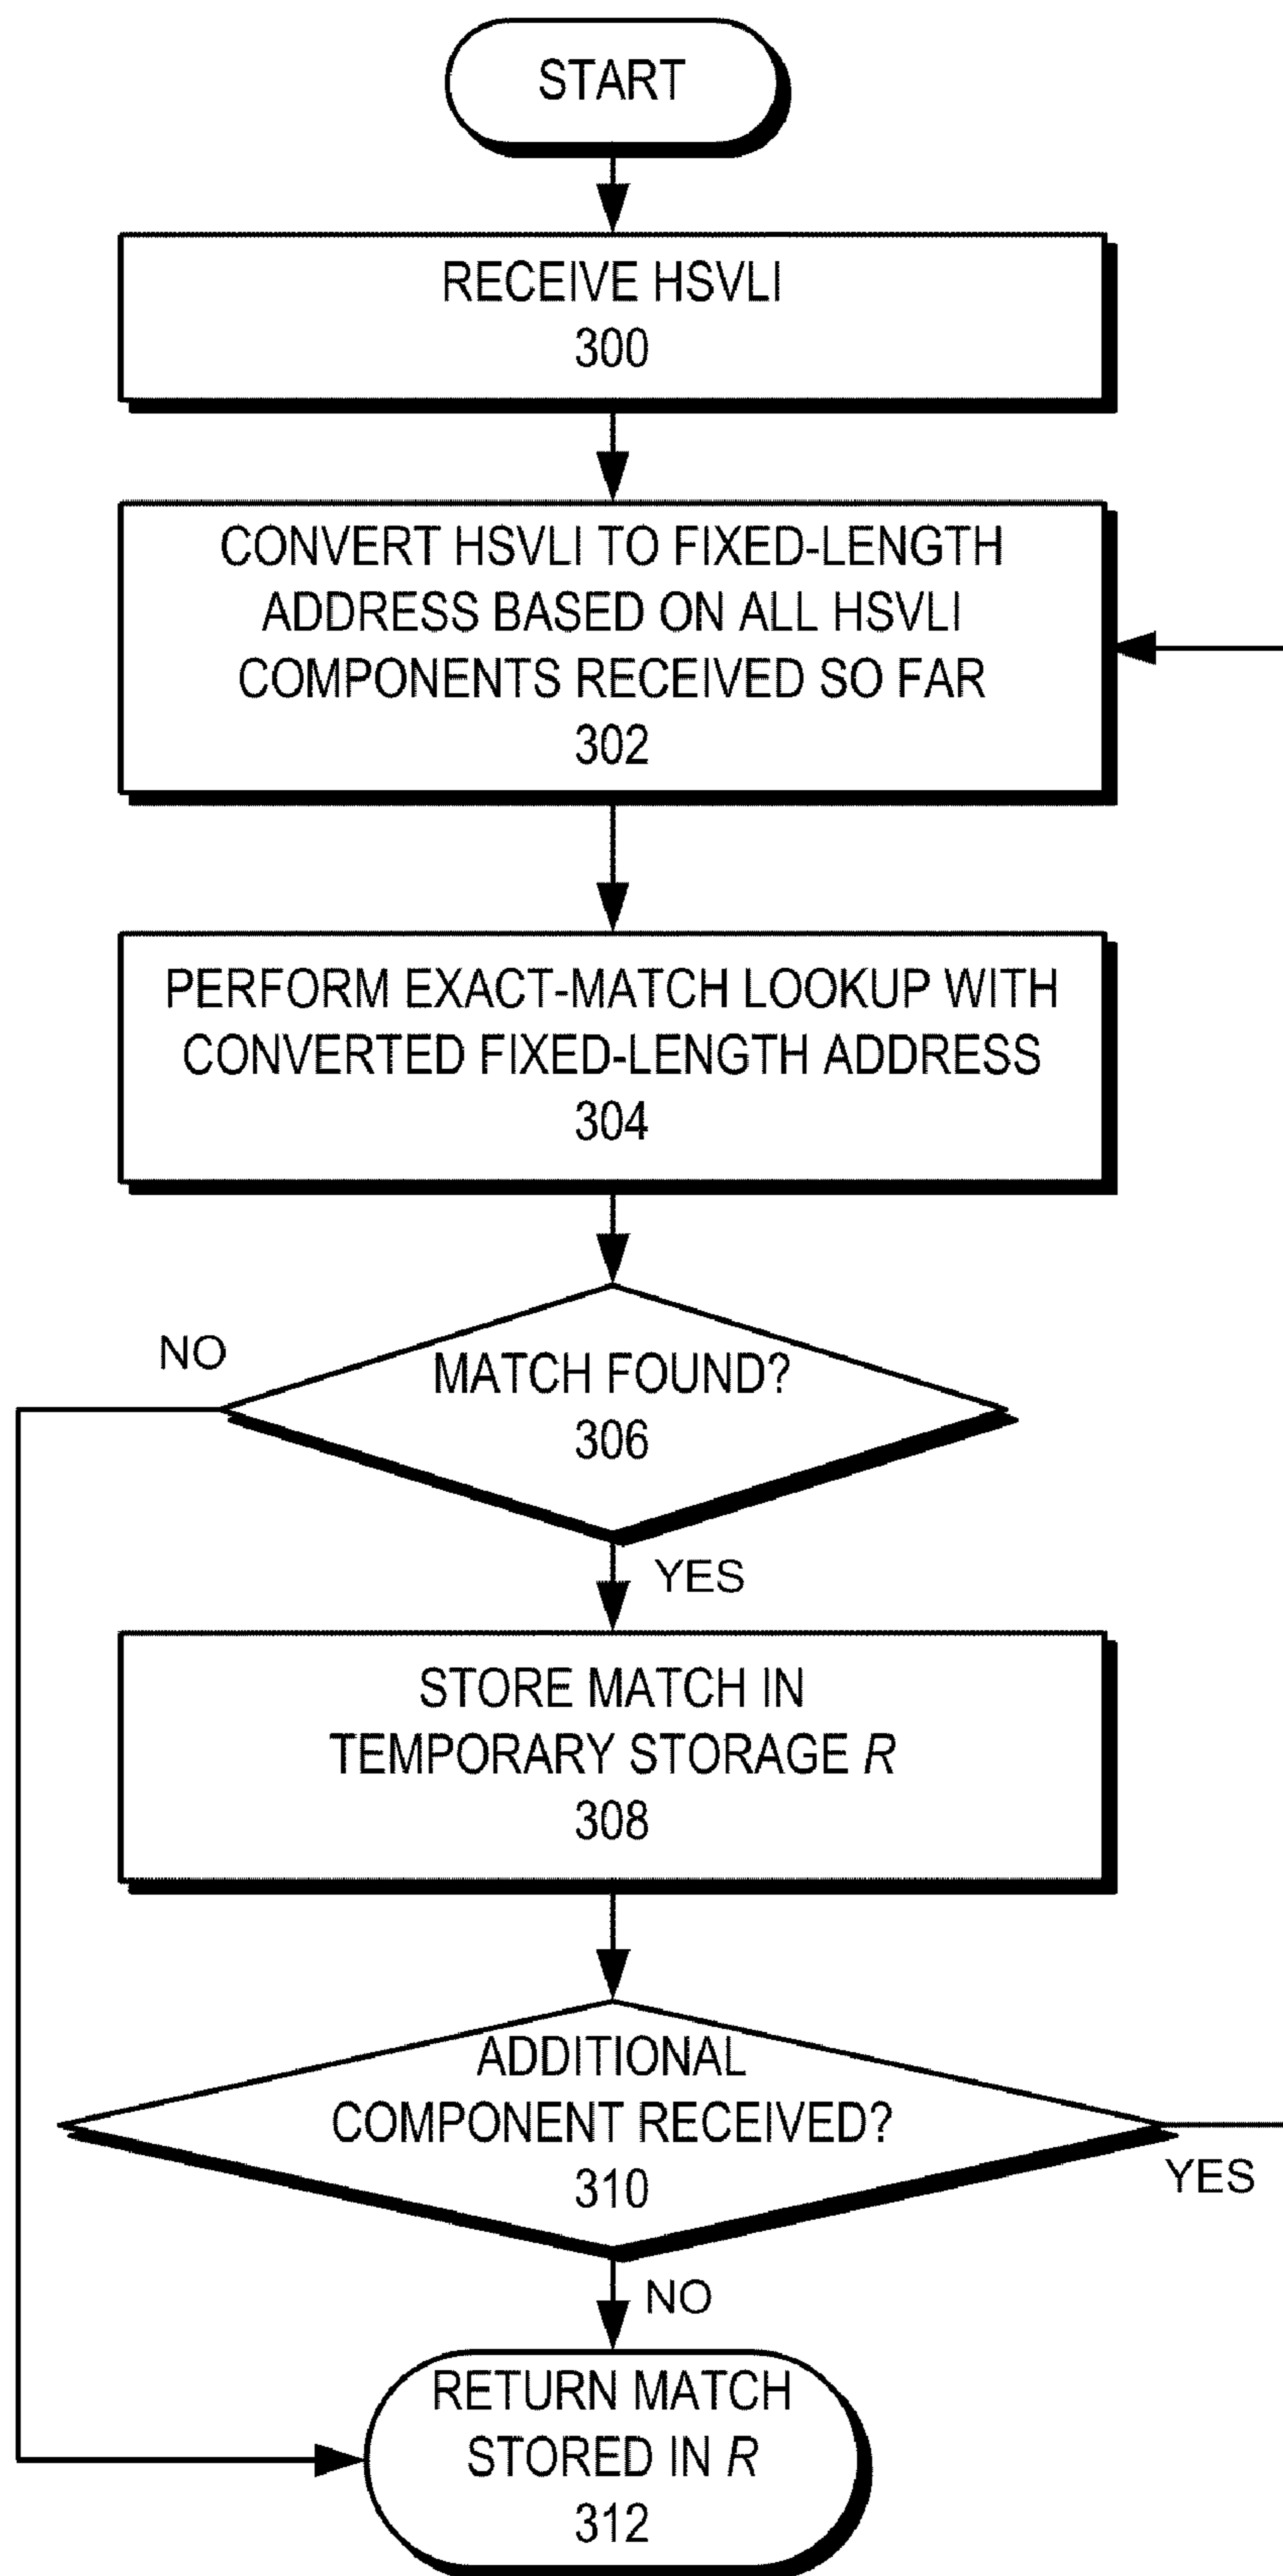 START
RECEIVE HSVLI
300
CONVERT HSVLI TO FIXED-LENGTH
ADDRESS BASED ON ALL HSVLI
COMPONENTS RECEIVED SO FAR
302
PERFORM EXACT-MATCH LOOKUP WITH
CONVERTED FIXED-LENGTH ADDRESS
304
NO
MATCH FOUND?
306
YES
STORE MATCH IN
TEMPORARY STORAGE R
308
ADDITIONAL
COMPONENT RECEIVED?
310
YES
NO
RETURN MATCH
STORED IN R
312